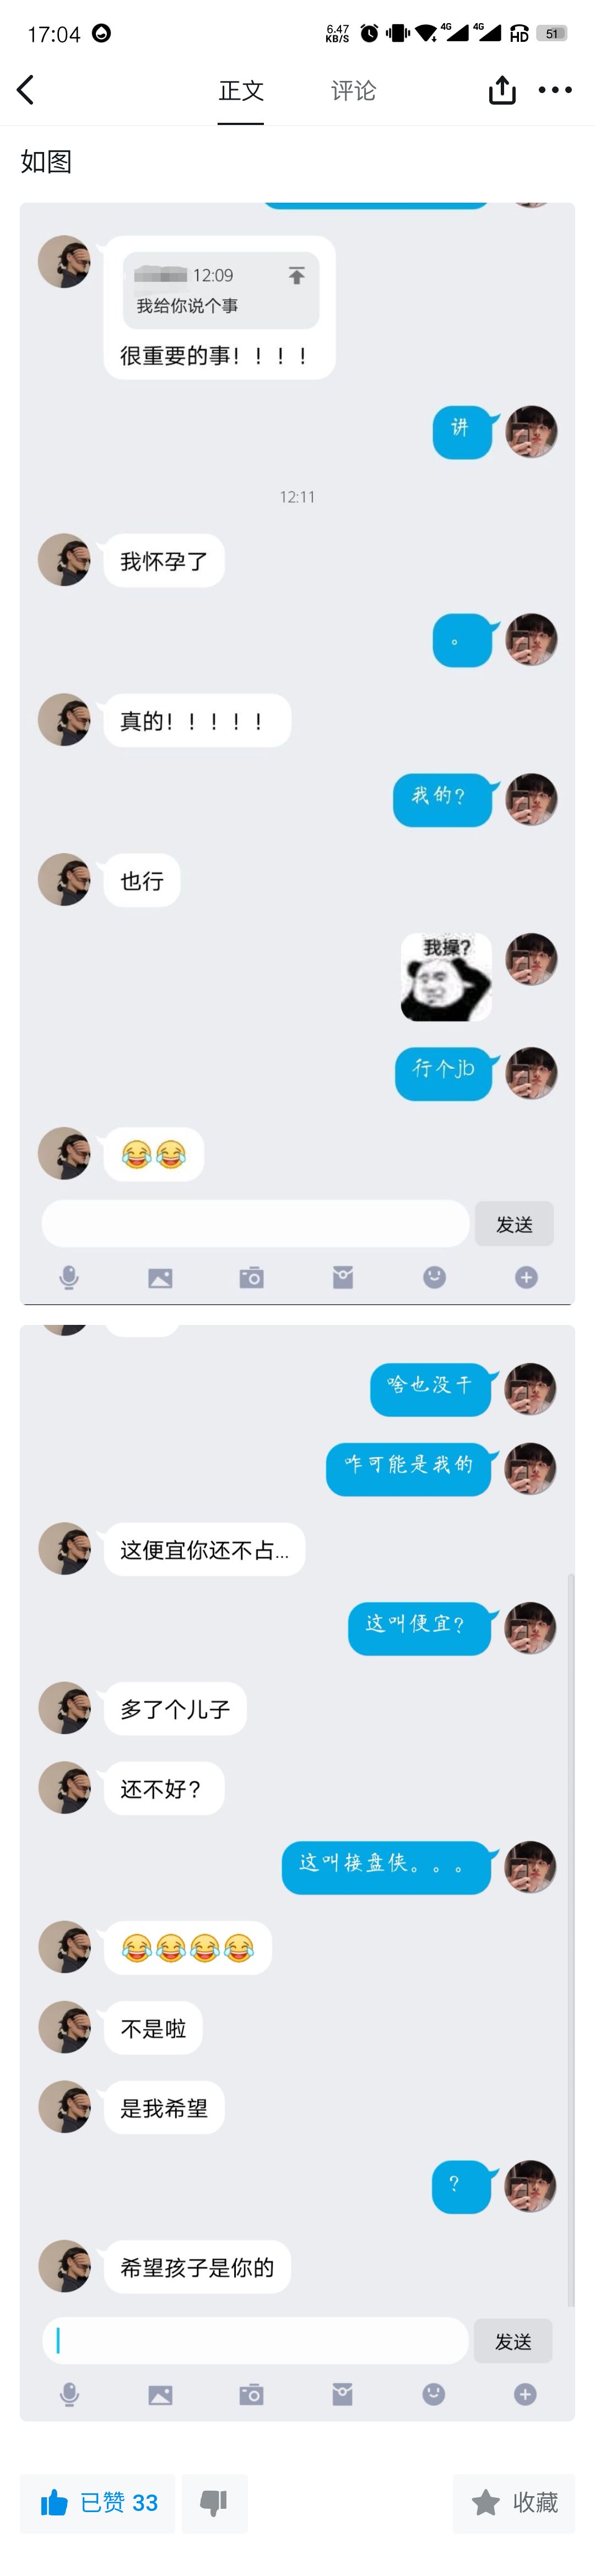 17:04
6.47
KB/S
4G
4G
HD
51
正文
评论
如图
12:09
我给你说个事
很重要的事！！！！
讲
12:11
我怀孕了
。
真的！！！！！
我的？
也行
我操？
行个jb
😂😂
发送
啥也没干
咋可能是我的
这便宜你还不占...
这叫便宜？
多了个儿子
还不好？
这叫接盘侠。。。
😂😂😂😂
不是啦
是我希望
？
希望孩子是你的
发送
已赞 33
收藏